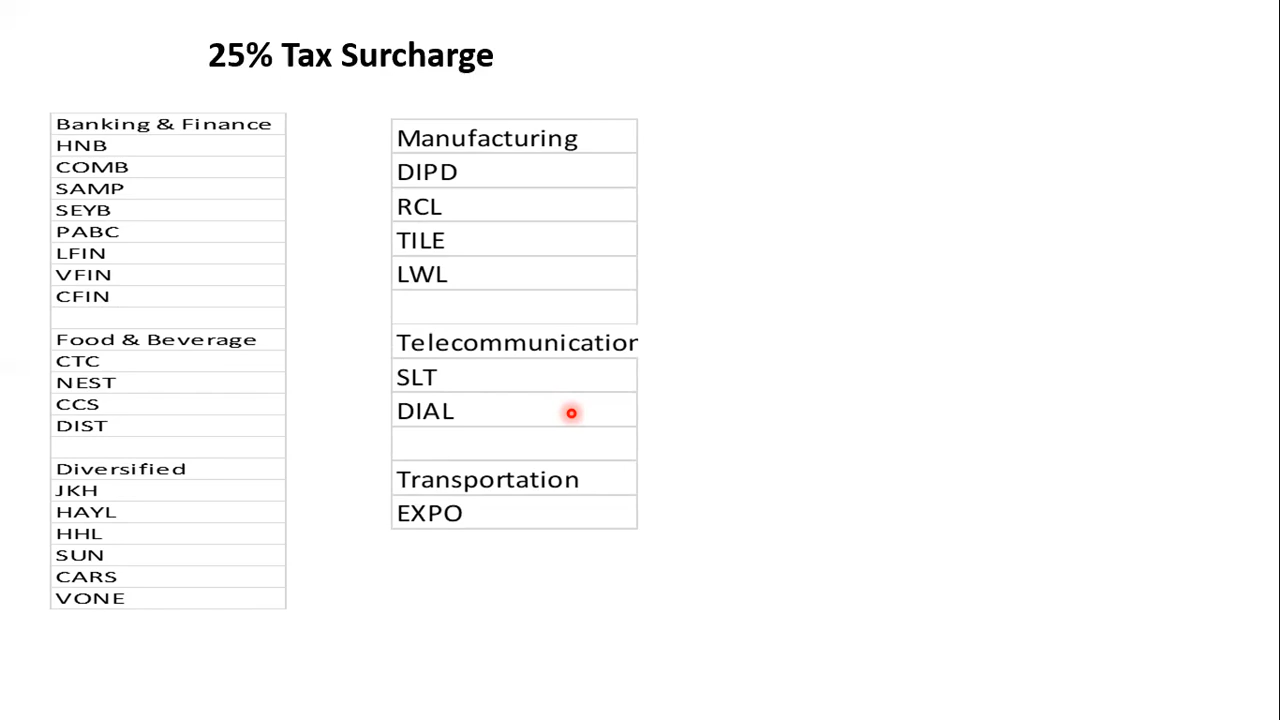 25% Tax Surcharge
Banking & Finance
HNB
COMB
SAMP
SEYB
PABC
LFIN
VFIN
CFIN
Food & Beverage
CTC
NEST
CCS
DIST
Diversified
JKH
HAYL
HHL
SUN
CARS
VONE
Manufacturing
DIPD
RCL
TILE
LWL
Telecommunication
SLT
DIAL
Transportation
EXPO